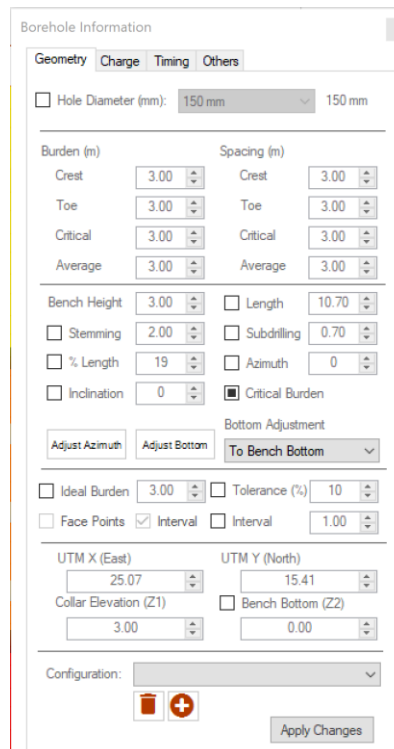 Borehole Information
Geometry Charge Timing Others
Hole Diameter (mm): 150 mm 150 mm
Burden (m) Spacing (m)
Crest 3.00 Crest 3.00
Toe 3.00 Toe 3.00
Critical 3.00 Critical 3.00
Average 3.00 Average 3.00
Bench Height 3.00 Length 10.70
Stemming 2.00 Subdrilling 0.70
% Length 19 Azimuth 0
Inclination 0 Critical Burden
Bottom Adjustment
Adjust Azimuth Adjust Bottom To Bench Bottom
Ideal Burden 3.00 Tolerance (%) 10
Face Points Interval Interval 1.00
UTM X (East) UTM Y (North)
25.07 15.41
Collar Elevation (Z1) Bench Bottom (Z2)
3.00 0.00
Configuration:
Apply Changes